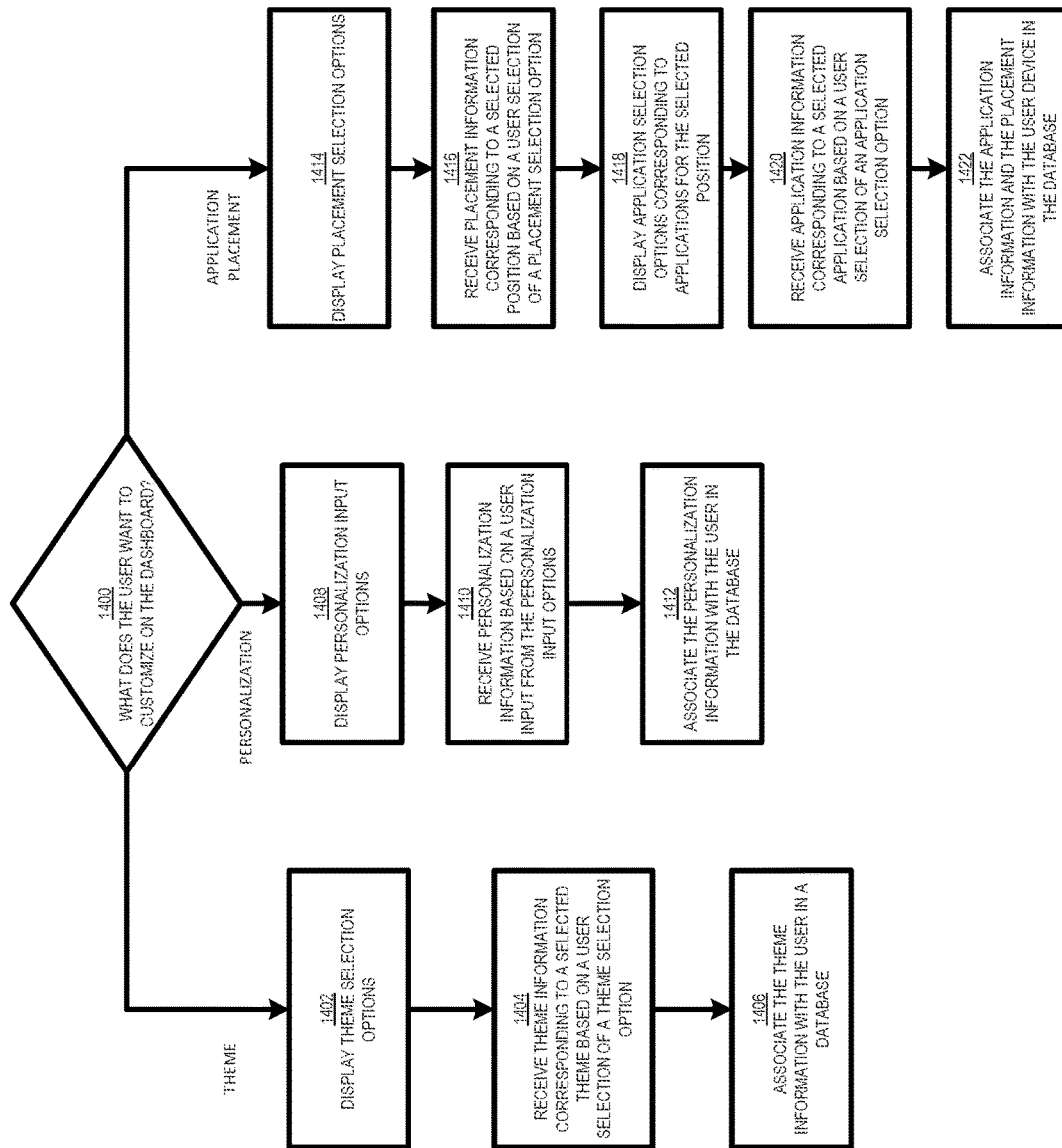 1400
WHAT DOES THE USER WANT TO
CUSTOMIZE ON THE DASHBOARD?
THEME
1402
DISPLAY THEME SELECTION
OPTIONS
1404
RECEIVE THEME INFORMATION
CORRESPONDING TO A SELECTED
THEME BASED ON A USER
SELECTION OF A THEME SELECTION
OPTION
1406
ASSOCIATE THE THEME
INFORMATION WITH THE USER IN A
DATABASE
PERSONALIZATION
1408
DISPLAY PERSONALIZATION INPUT
OPTIONS
1410
RECEIVE PERSONALIZATION
INFORMATION BASED ON A USER
INPUT FROM THE PERSONALIZATION
INPUT OPTIONS
1412
ASSOCIATE THE PERSONALIZATION
INFORMATION WITH THE USER IN
THE DATABASE
APPLICATION
PLACEMENT
1414
DISPLAY PLACEMENT SELECTION OPTIONS
1416
RECEIVE PLACEMENT INFORMATION
CORRESPONDING TO A SELECTED
POSITION BASED ON A USER SELECTION
OF A PLACEMENT SELECTION OPTION
1418
DISPLAY APPLICATION SELECTION
OPTIONS CORRESPONDING TO
APPLICATIONS FOR THE SELECTED
POSITION
1420
RECEIVE APPLICATION INFORMATION
CORRESPONDING TO A SELECTED
APPLICATION BASED ON A USER
SELECTION OF AN APPLICATION
SELECTION OPTION
1422
ASSOCIATE THE APPLICATION
INFORMATION AND THE PLACEMENT
INFORMATION WITH THE USER DEVICE IN
THE DATABASE